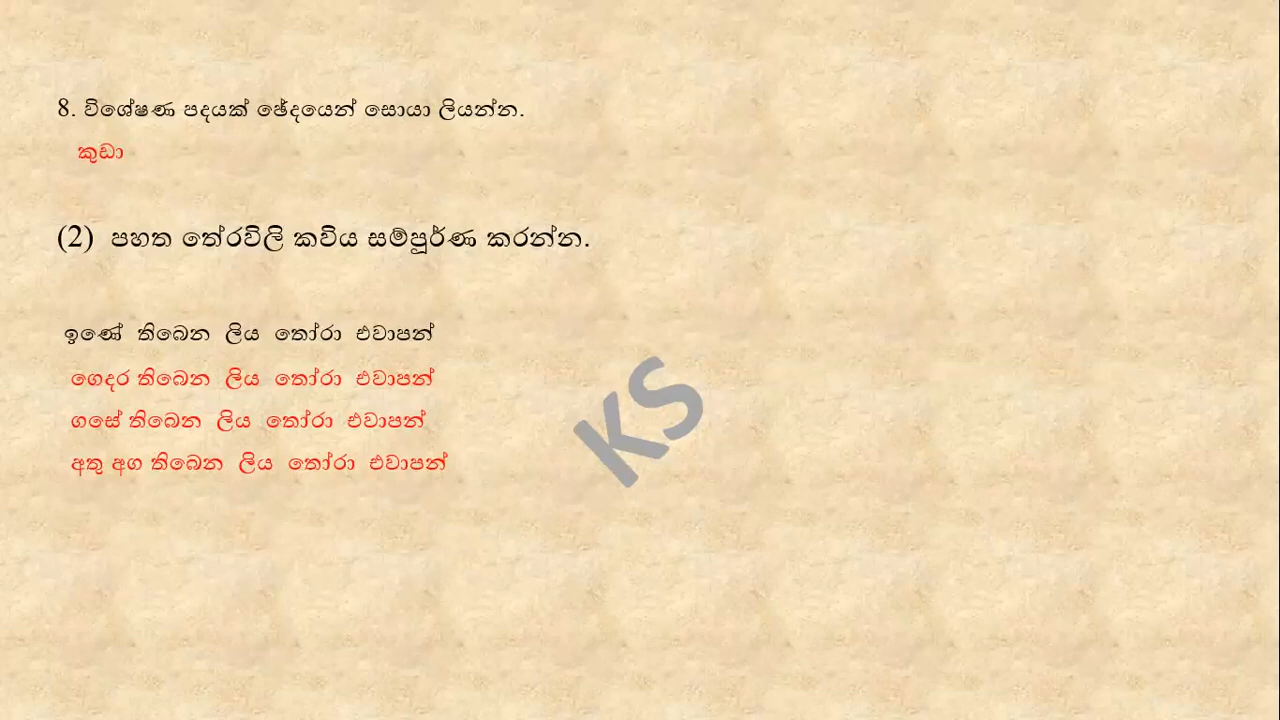 8. විශේෂණ පදයක් ඡේදයෙන් සොයා ලියන්න.
කුඩා
(2) පහත තේරවිලි කවිය සම්පූර්ණ කරන්න.
ඉණේ තිබෙන ලිය තෝරා එවාපන්
ගෙදර තිබෙන ලිය තෝරා එවාපන්
ගසේ තිබෙන ලිය තෝරා එවාපන්
අතු අග තිබෙන ලිය තෝරා එවාපන්
KS